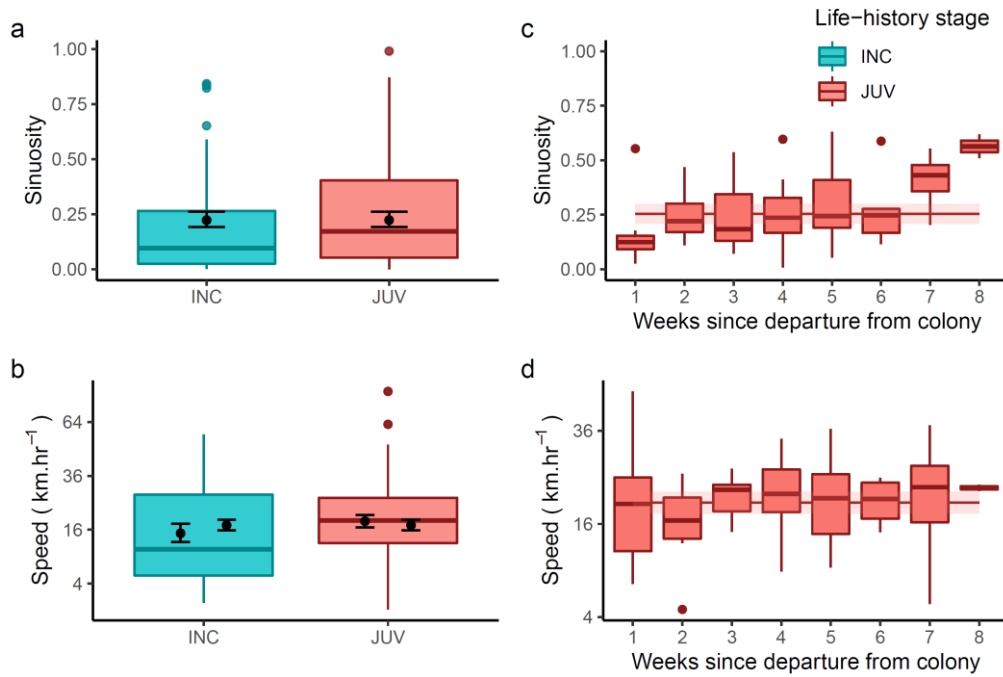 a
Sinuosity
1.00
0.75
0.50
0.25
0.00
INC
JUV
c
Life−history stage
INC
JUV
Sinuosity
1.00
0.75
0.50
0.25
0.00
1 2 3 4 5 6 7 8
Weeks since departure from colony
b
Speed ( km.hr⁻¹ )
64
36
16
4
INC
JUV
d
Speed ( km.hr⁻¹ )
36
16
4
1 2 3 4 5 6 7 8
Weeks since departure from colony